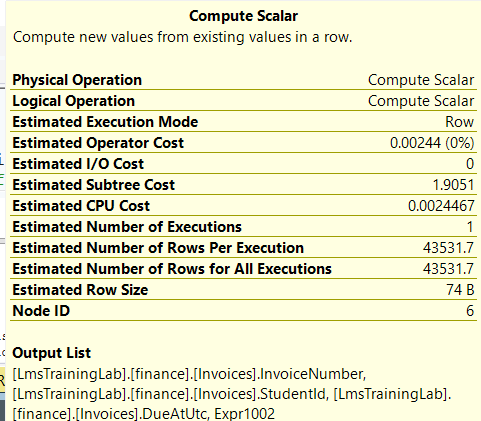 Compute Scalar
Compute new values from existing values in a row.
Physical Operation Compute Scalar
Logical Operation Compute Scalar
Estimated Execution Mode Row
Estimated Operator Cost 0.00244 (0%)
Estimated I/O Cost 0
Estimated Subtree Cost 1.9051
Estimated CPU Cost 0.0024467
Estimated Number of Executions 1
Estimated Number of Rows Per Execution 43531.7
Estimated Number of Rows for All Executions 43531.7
Estimated Row Size 74 B
Node ID 6
Output List
[LmsTrainingLab].[finance].[Invoices].InvoiceNumber,
[LmsTrainingLab].[finance].[Invoices].StudentId, [LmsTrainingLab].
[finance].[Invoices].DueAtUtc, Expr1002